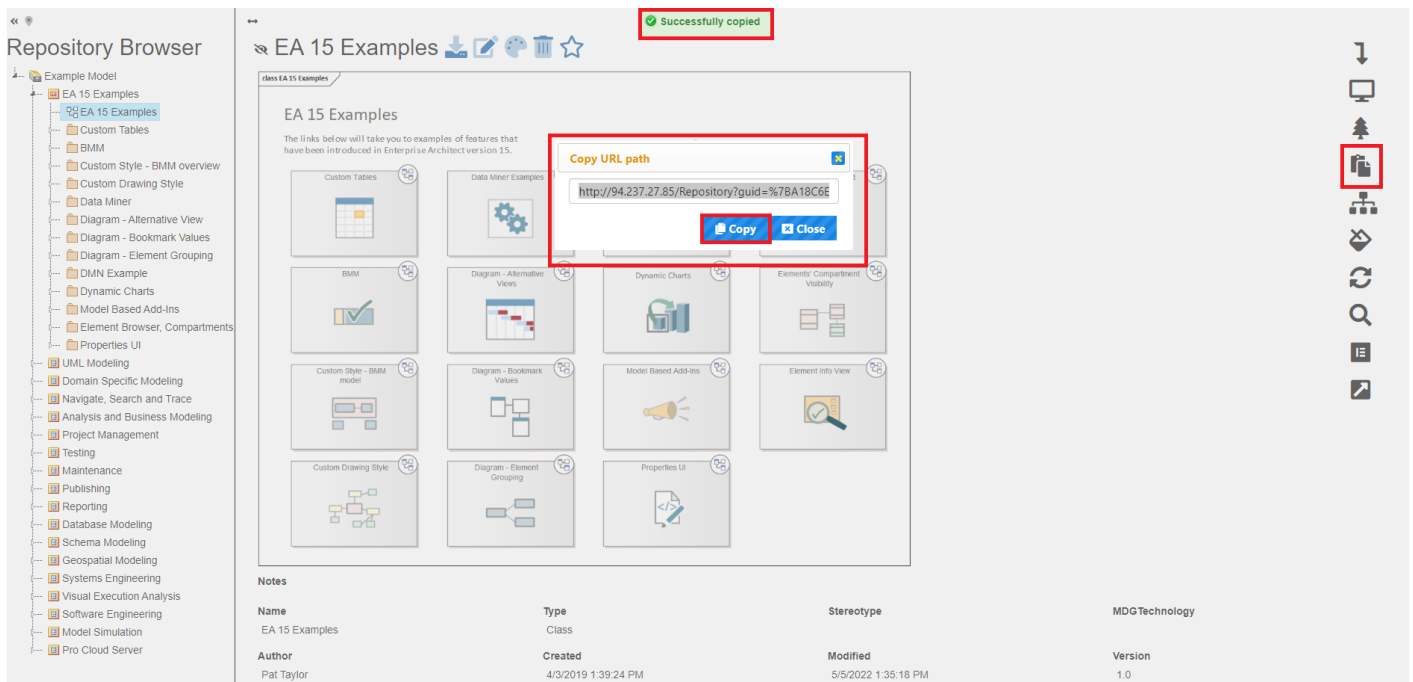 Successfully copied
Repository Browser
Example Model
EA 15 Examples
EA 15 Examples
Custom Tables
BMM
Custom Style - BMM overview
Custom Drawing Style
Data Miner
Diagram - Alternative View
Diagram - Bookmark Values
Diagram - Element Grouping
DMN Example
Dynamic Charts
Model Based Add-Ins
Element Browser, Compartments
Properties UI
UML Modeling
Domain Specific Modeling
Navigate, Search and Trace
Analysis and Business Modeling
Project Management
Testing
Maintenance
Publishing
Reporting
Database Modeling
Schema Modeling
Geospatial Modeling
Systems Engineering
Visual Execution Analysis
Software Engineering
Model Simulation
Pro Cloud Server
EA 15 Examples
class EA 15 Examples
EA 15 Examples
The links below will take you to examples of features that
have been introduced in Enterprise Architect version 15.
Copy URL path
http://94.237.27.85/Repository?guid=%7BA18C6E
Copy Close
Custom Tables
Data Miner Examples
BMM
Diagram - Alternative
Views
Dynamic Charts
Elements' Compartment
Visibility
Custom Style - BMM
model
Diagram - Bookmark
Values
Model Based Add-Ins
Element Info View
Custom Drawing Style
Diagram - Element
Grouping
Properties UI
Notes
Name Type Stereotype MDGTechnology
EA 15 Examples Class
Author Created Modified Version
Pat Taylor 4/3/2019 1:39:24 PM 5/5/2022 1:35:18 PM 1.0